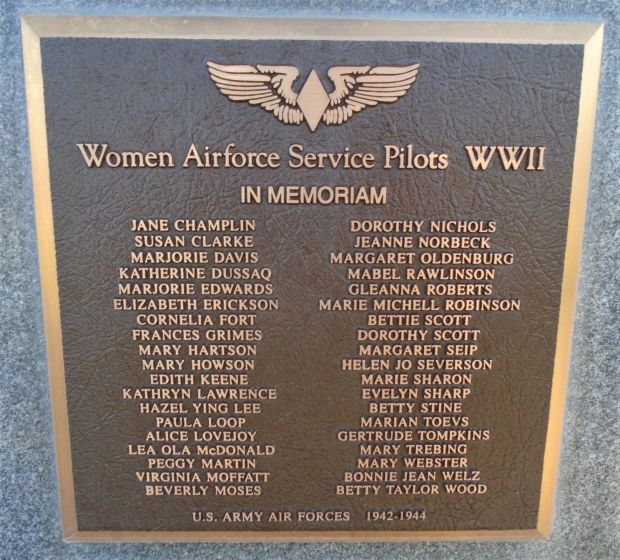 Women Airforce Service Pilots WWII
IN MEMORIAM
JANE CHAMPLIN
SUSAN CLARKE
MARJORIE DAVIS
KATHERINE DUSSAQ
MARJORIE EDWARDS
ELIZABETH ERICKSON
CORNELIA FORT
FRANCES GRIMES
MARY HARTSON
MARY HOWSON
EDITH KEENE
KATHRYN LAWRENCE
HAZEL YING LEE
PAULA LOOP
ALICE LOVEJOY
LEA OLA McDONALD
PEGGY MARTIN
VIRGINIA MOFFATT
BEVERLY MOSES
DOROTHY NICHOLS
JEANNE NORBECK
MARGARET OLDENBURG
MABEL RAWLINSON
GLEANNA ROBERTS
MARIE MICHELL ROBINSON
BETTIE SCOTT
DOROTHY SCOTT
MARGARET SEIP
HELEN JO SEVERSON
MARIE SHARON
EVELYN SHARP
BETTY STINE
MARIAN TOEVS
GERTRUDE TOMPKINS
MARY TREBING
MARY WEBSTER
BONNIE JEAN WELZ
BETTY TAYLOR WOOD
U.S. ARMY AIR FORCES 1942-1944